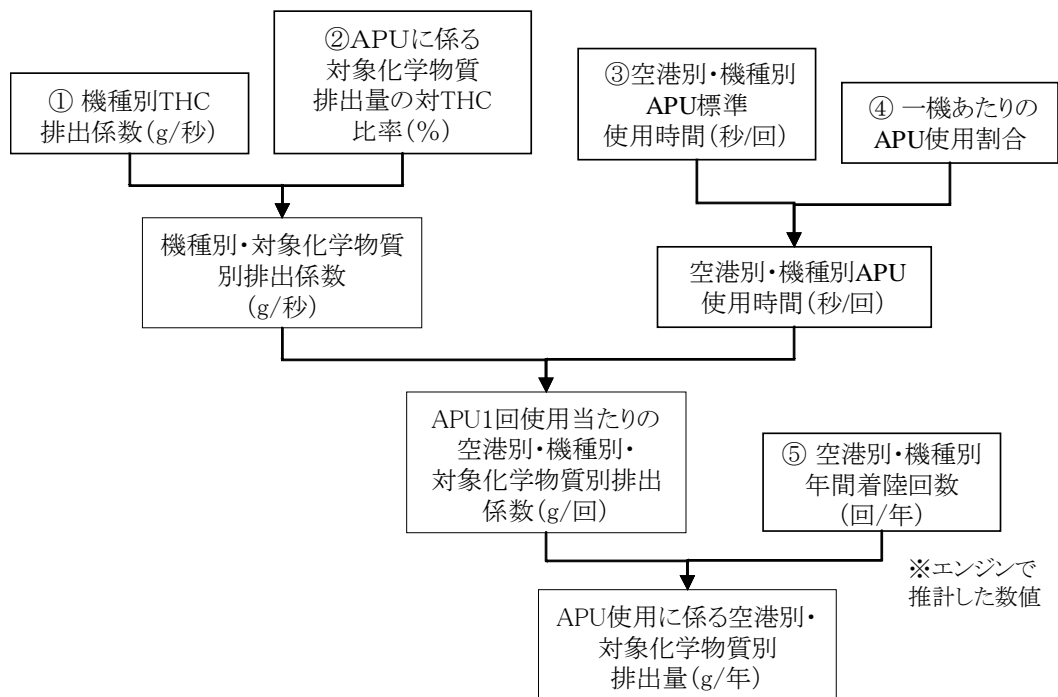 ① 機種別THC
排出係数(g/秒)
②APUに係る
対象化学物質
排出量の対THC
比率(%)
③空港別・機種別
APU標準
使用時間(秒/回)
④ 一機あたりの
APU使用割合
機種別・対象化学物質
別排出係数
(g/秒)
空港別・機種別APU
使用時間(秒/回)
APU1回使用当たりの
空港別・機種別・
対象化学物質別排出
係数(g/回)
⑤ 空港別・機種別
年間着陸回数
(回/年)
※エンジンで
推計した数値
APU使用に係る空港別・
対象化学物質別
排出量(g/年)